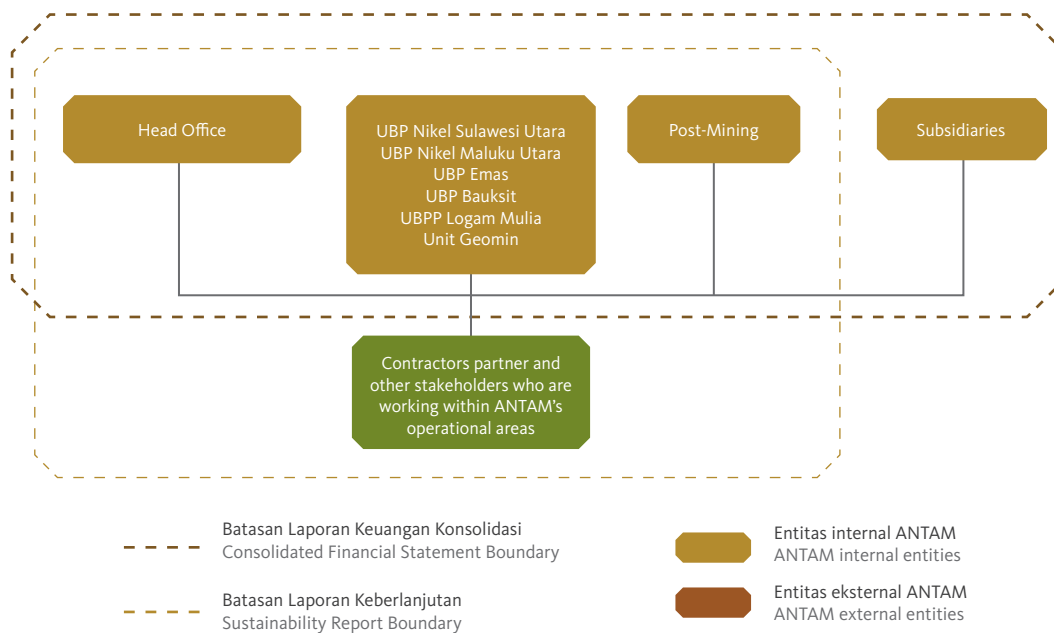 Head Office
UBP Nikel Sulawesi Utara
UBP Nikel Maluku Utara
UBP Emas
UBP Bauksit
UBPP Logam Mulia
Unit Geomin
Post-Mining
Subsidiaries
Contractors partner and
other stakeholders who are
working within ANTAM's
operational areas
Batasan Laporan Keuangan Konsolidasi
Consolidated Financial Statement Boundary
Batasan Laporan Keberlanjutan
Sustainability Report Boundary
Entitas internal ANTAM
ANTAM internal entities
Entitas eksternal ANTAM
ANTAM external entities